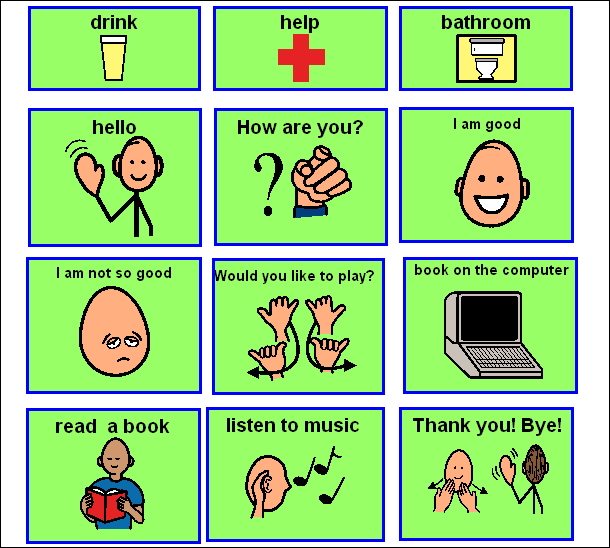 drink
help
bathroom
hello
How are you?
I am good
I am not so good
Would you like to play?
book on the computer
read  a book
listen to music
Thank you! Bye!